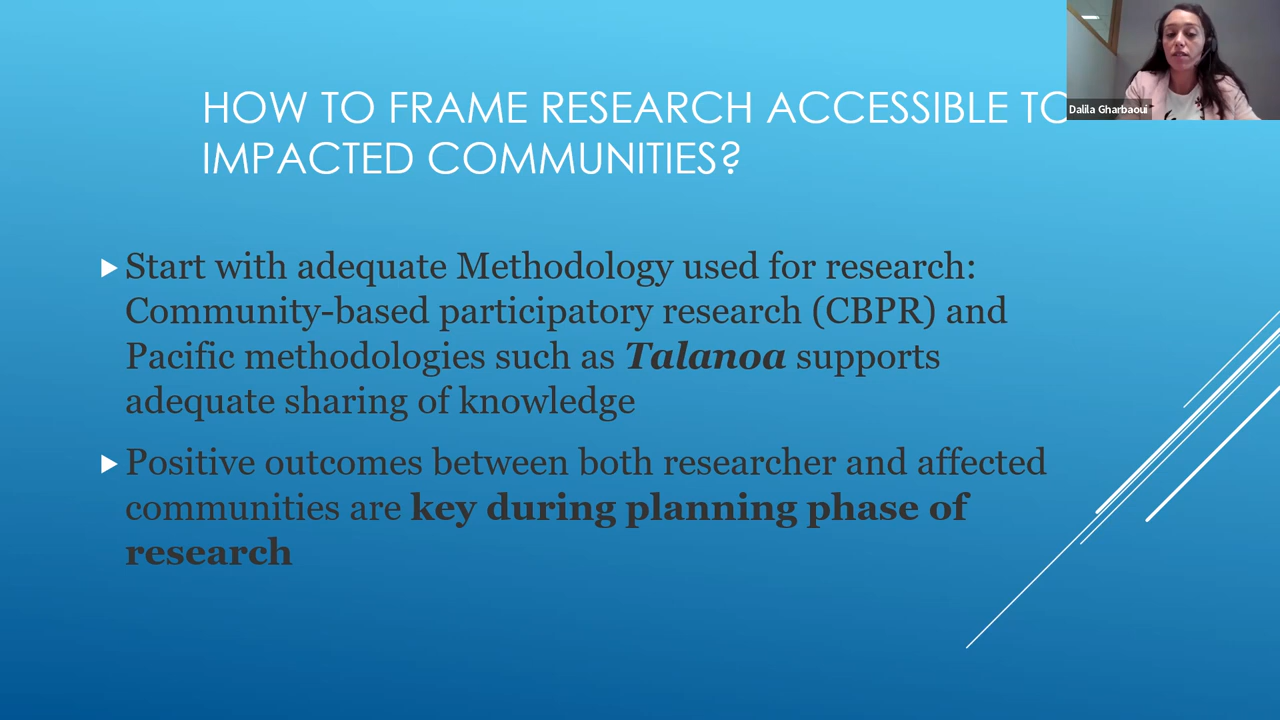 HOW TO FRAME RESEARCH ACCESSIBLE TO
IMPACTED COMMUNITIES?
Dalila Gharbaoui
Start with adequate Methodology used for research:
Community-based participatory research (CBPR) and
Pacific methodologies such as Talanoa supports
adequate sharing of knowledge
Positive outcomes between both researcher and affected
communities are key during planning phase of
research